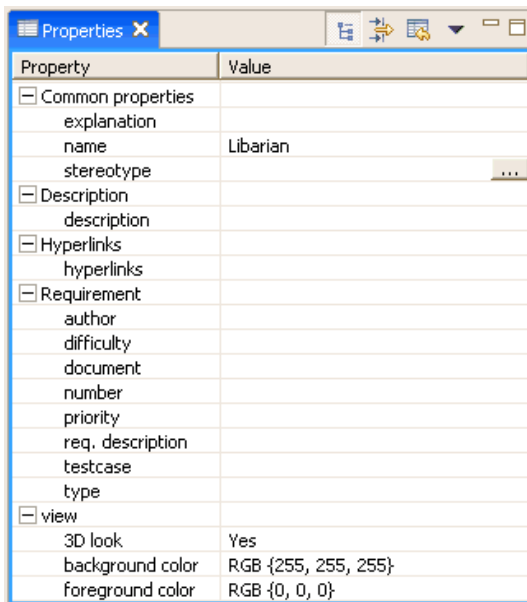 Properties
Property Value
Common properties
explanation
name Libarian
stereotype ...
Description
description
Hyperlinks
hyperlinks
Requirement
author
difficulty
document
number
priority
req. description
testcase
type
view
3D look Yes
background color RGB {255, 255, 255}
foreground color RGB {0, 0, 0}